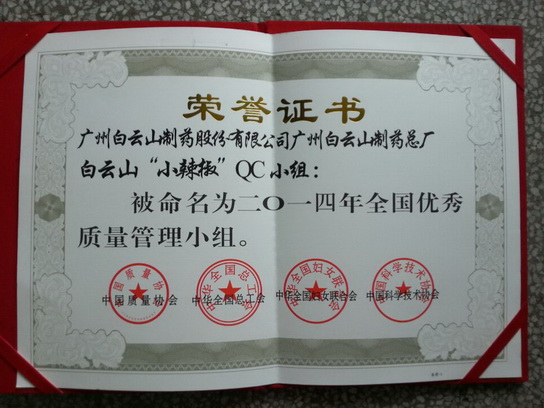 荣誉证书
广州白云山制药股份有限公司广州白云山制药总厂
白云山“小辣椒”QC小组：
被命名为二〇一四年全国优秀
质量管理小组。
中国质量协会 中华全国总工会 中华全国妇女联合会 中国科学技术协会